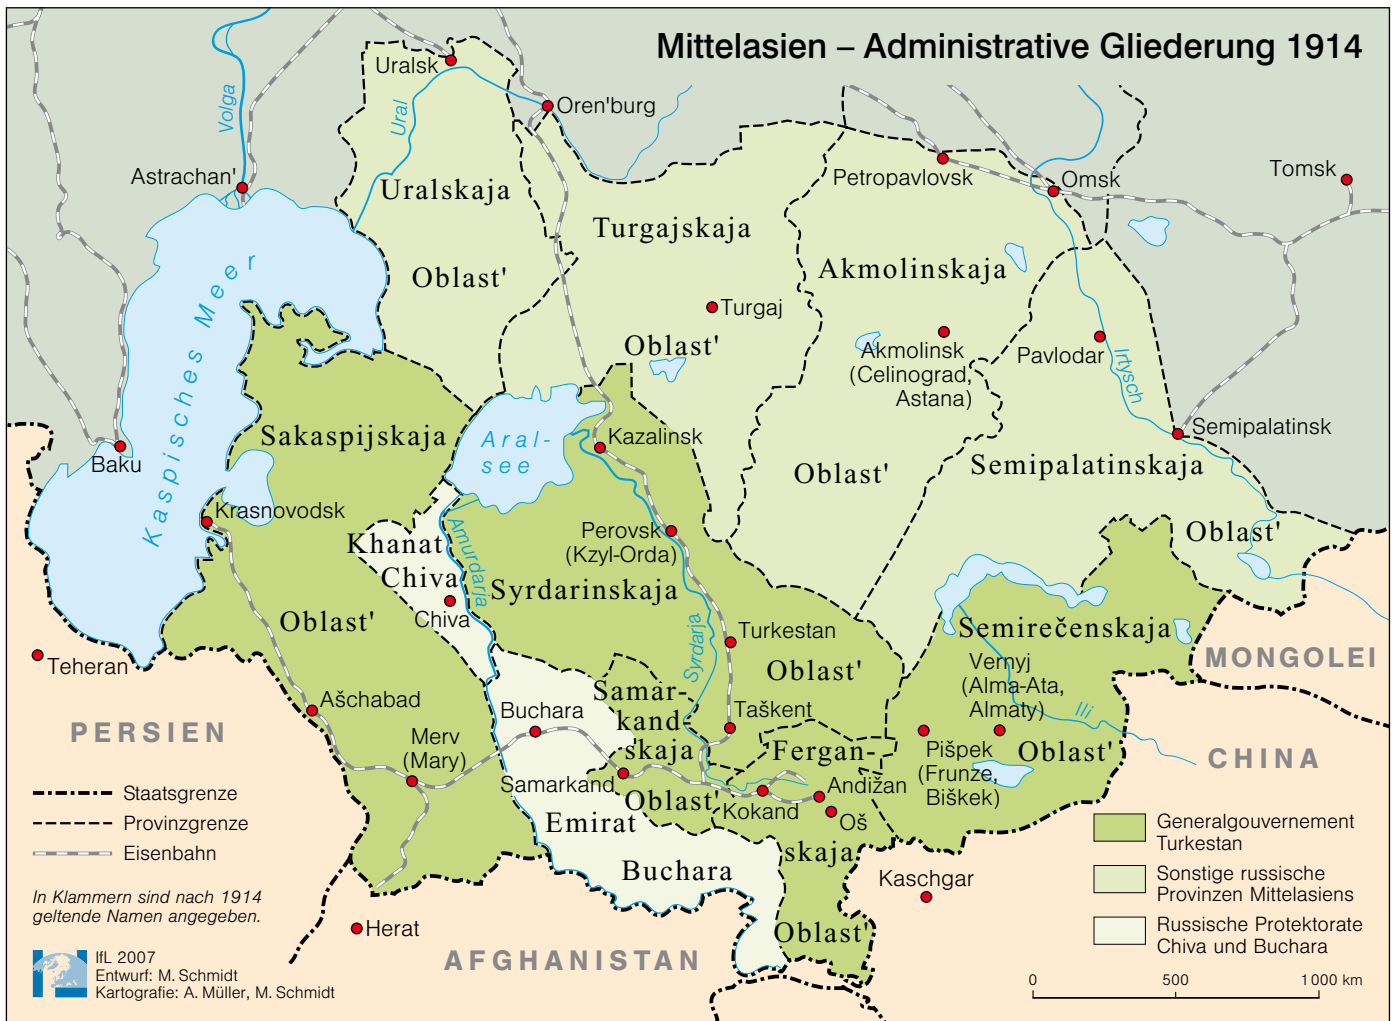 Mittelasien – Administrative Gliederung 1914
Uralsk
Oren'burg
Volga
Ural
Astrachan'
Petropavlovsk
Omsk
Tomsk
Uralskaja
Oblast'
Turgajskaja
Oblast'
Turgaj
Akmolinskaja
Oblast'
Akmolinsk
(Celinograd,
Astana)
Pavlodar
Irtysch
Semipalatinsk
Semipalatinskaja
Oblast'
Kaspisches Meer
Baku
Krasnovodsk
Sakaspijskaja
Oblast'
Aral-
see
Kazalinsk
Perovsk
(Kzyl-Orda)
Khanat
Chiva
Chiva
Amurdarja
Syrdarinskaja
Oblast'
Syrdarja
Turkestan
Taškent
Semirečenskaja
Oblast'
Vernyj
(Alma-Ata,
Almaty)
Ili
Pišpek
(Frunze,
Biškek)
MONGOLEI
CHINA
Teheran
PERSIEN
Ašchabad
Merv
(Mary)
Buchara
Samarkand
Samar-
kand-
skaja
Oblast'
Fergan-
skaja
Oblast'
Kokand
Andižan
Oš
Emirat
Buchara
Kaschgar
Herat
AFGHANISTAN
Staatsgrenze
Provinzgrenze
Eisenbahn
In Klammern sind nach 1914
geltende Namen angegeben.
IfL 2007
Entwurf: M. Schmidt
Kartografie: A. Müller, M. Schmidt
Generalgouvernement
Turkestan
Sonstige russische
Provinzen Mittelasiens
Russische Protektorate
Chiva und Buchara
0 500 1000 km